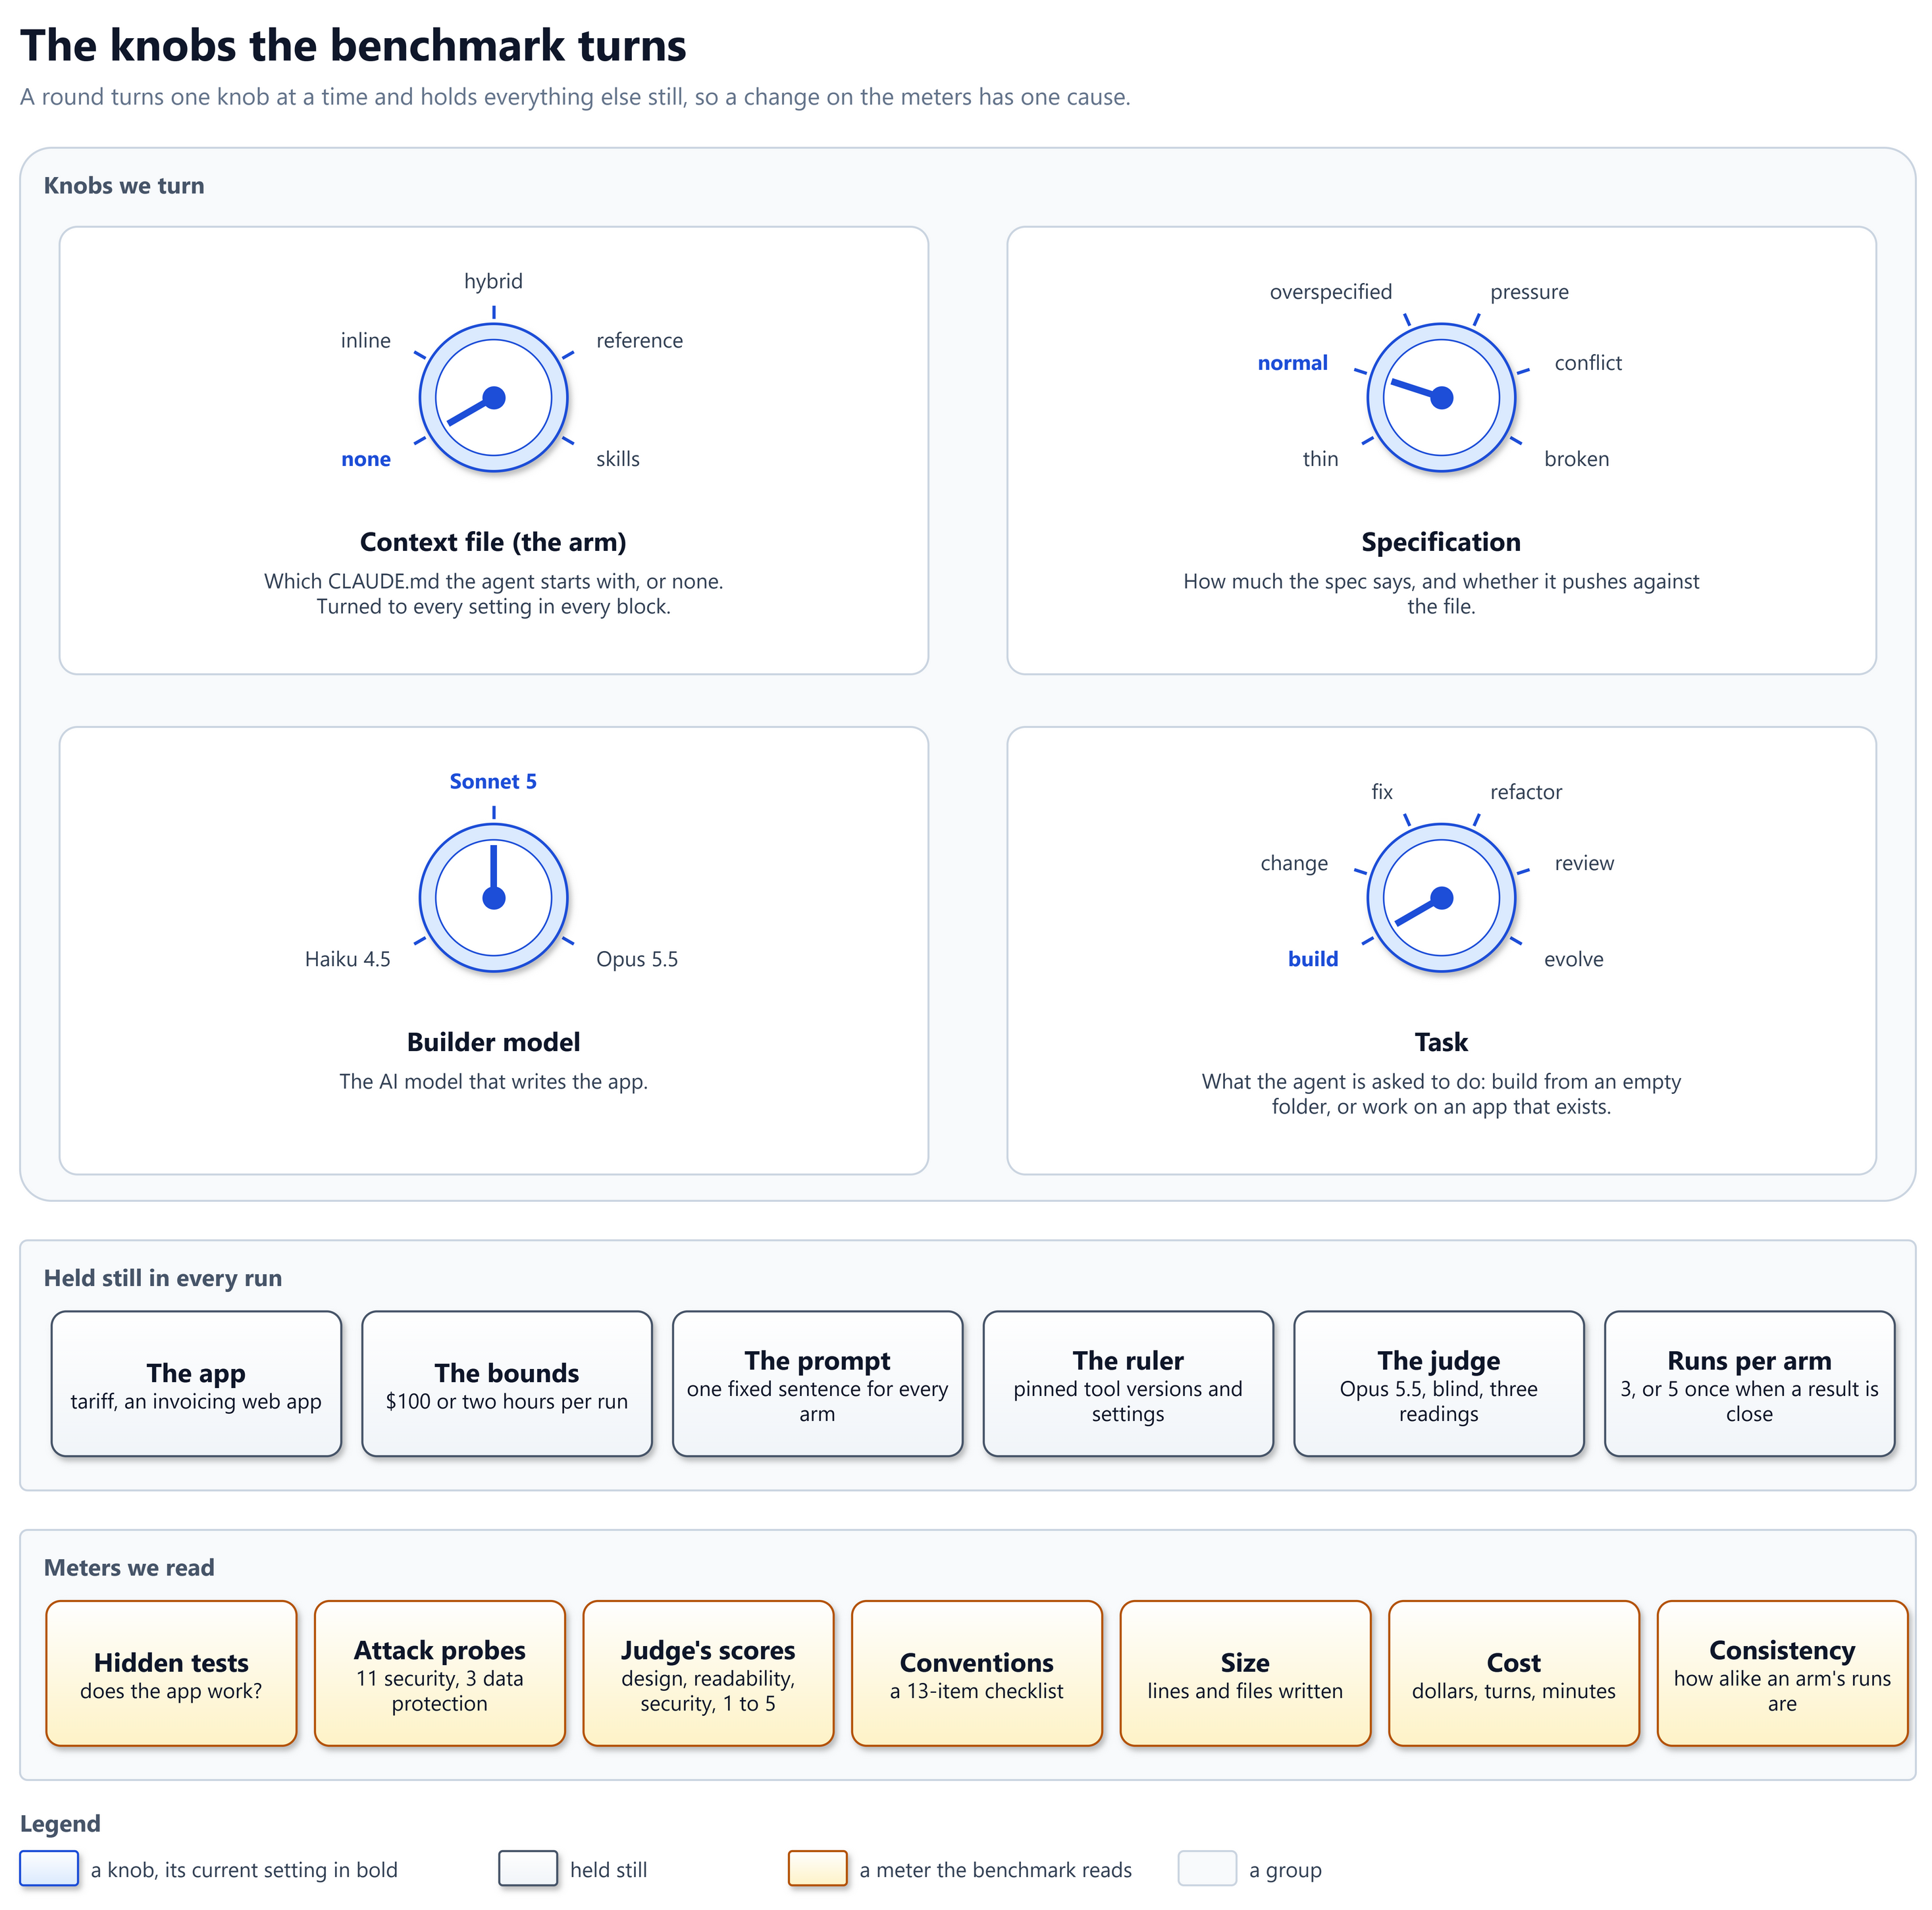 The knobs the benchmark turns
A round turns one knob at a time and holds everything else still, so a change on the meters has one cause.
Knobs we turn
hybrid
inline
reference
none
skills
Context file (the arm)
Which CLAUDE.md the agent starts with, or none.
Turned to every setting in every block.
overspecified
pressure
normal
conflict
thin
broken
Specification
How much the spec says, and whether it pushes against
the file.
Sonnet 5
Haiku 4.5
Opus 5.5
Builder model
The AI model that writes the app.
fix
refactor
change
review
build
evolve
Task
What the agent is asked to do: build from an empty
folder, or work on an app that exists.
Held still in every run
The app
tariff, an invoicing web app
The bounds
$100 or two hours per run
The prompt
one fixed sentence for every
arm
The ruler
pinned tool versions and
settings
The judge
Opus 5.5, blind, three
readings
Runs per arm
3, or 5 once when a result is
close
Meters we read
Hidden tests
does the app work?
Attack probes
11 security, 3 data
protection
Judge's scores
design, readability,
security, 1 to 5
Conventions
a 13-item checklist
Size
lines and files written
Cost
dollars, turns, minutes
Consistency
how alike an arm's runs
are
Legend
a knob, its current setting in bold
held still
a meter the benchmark reads
a group